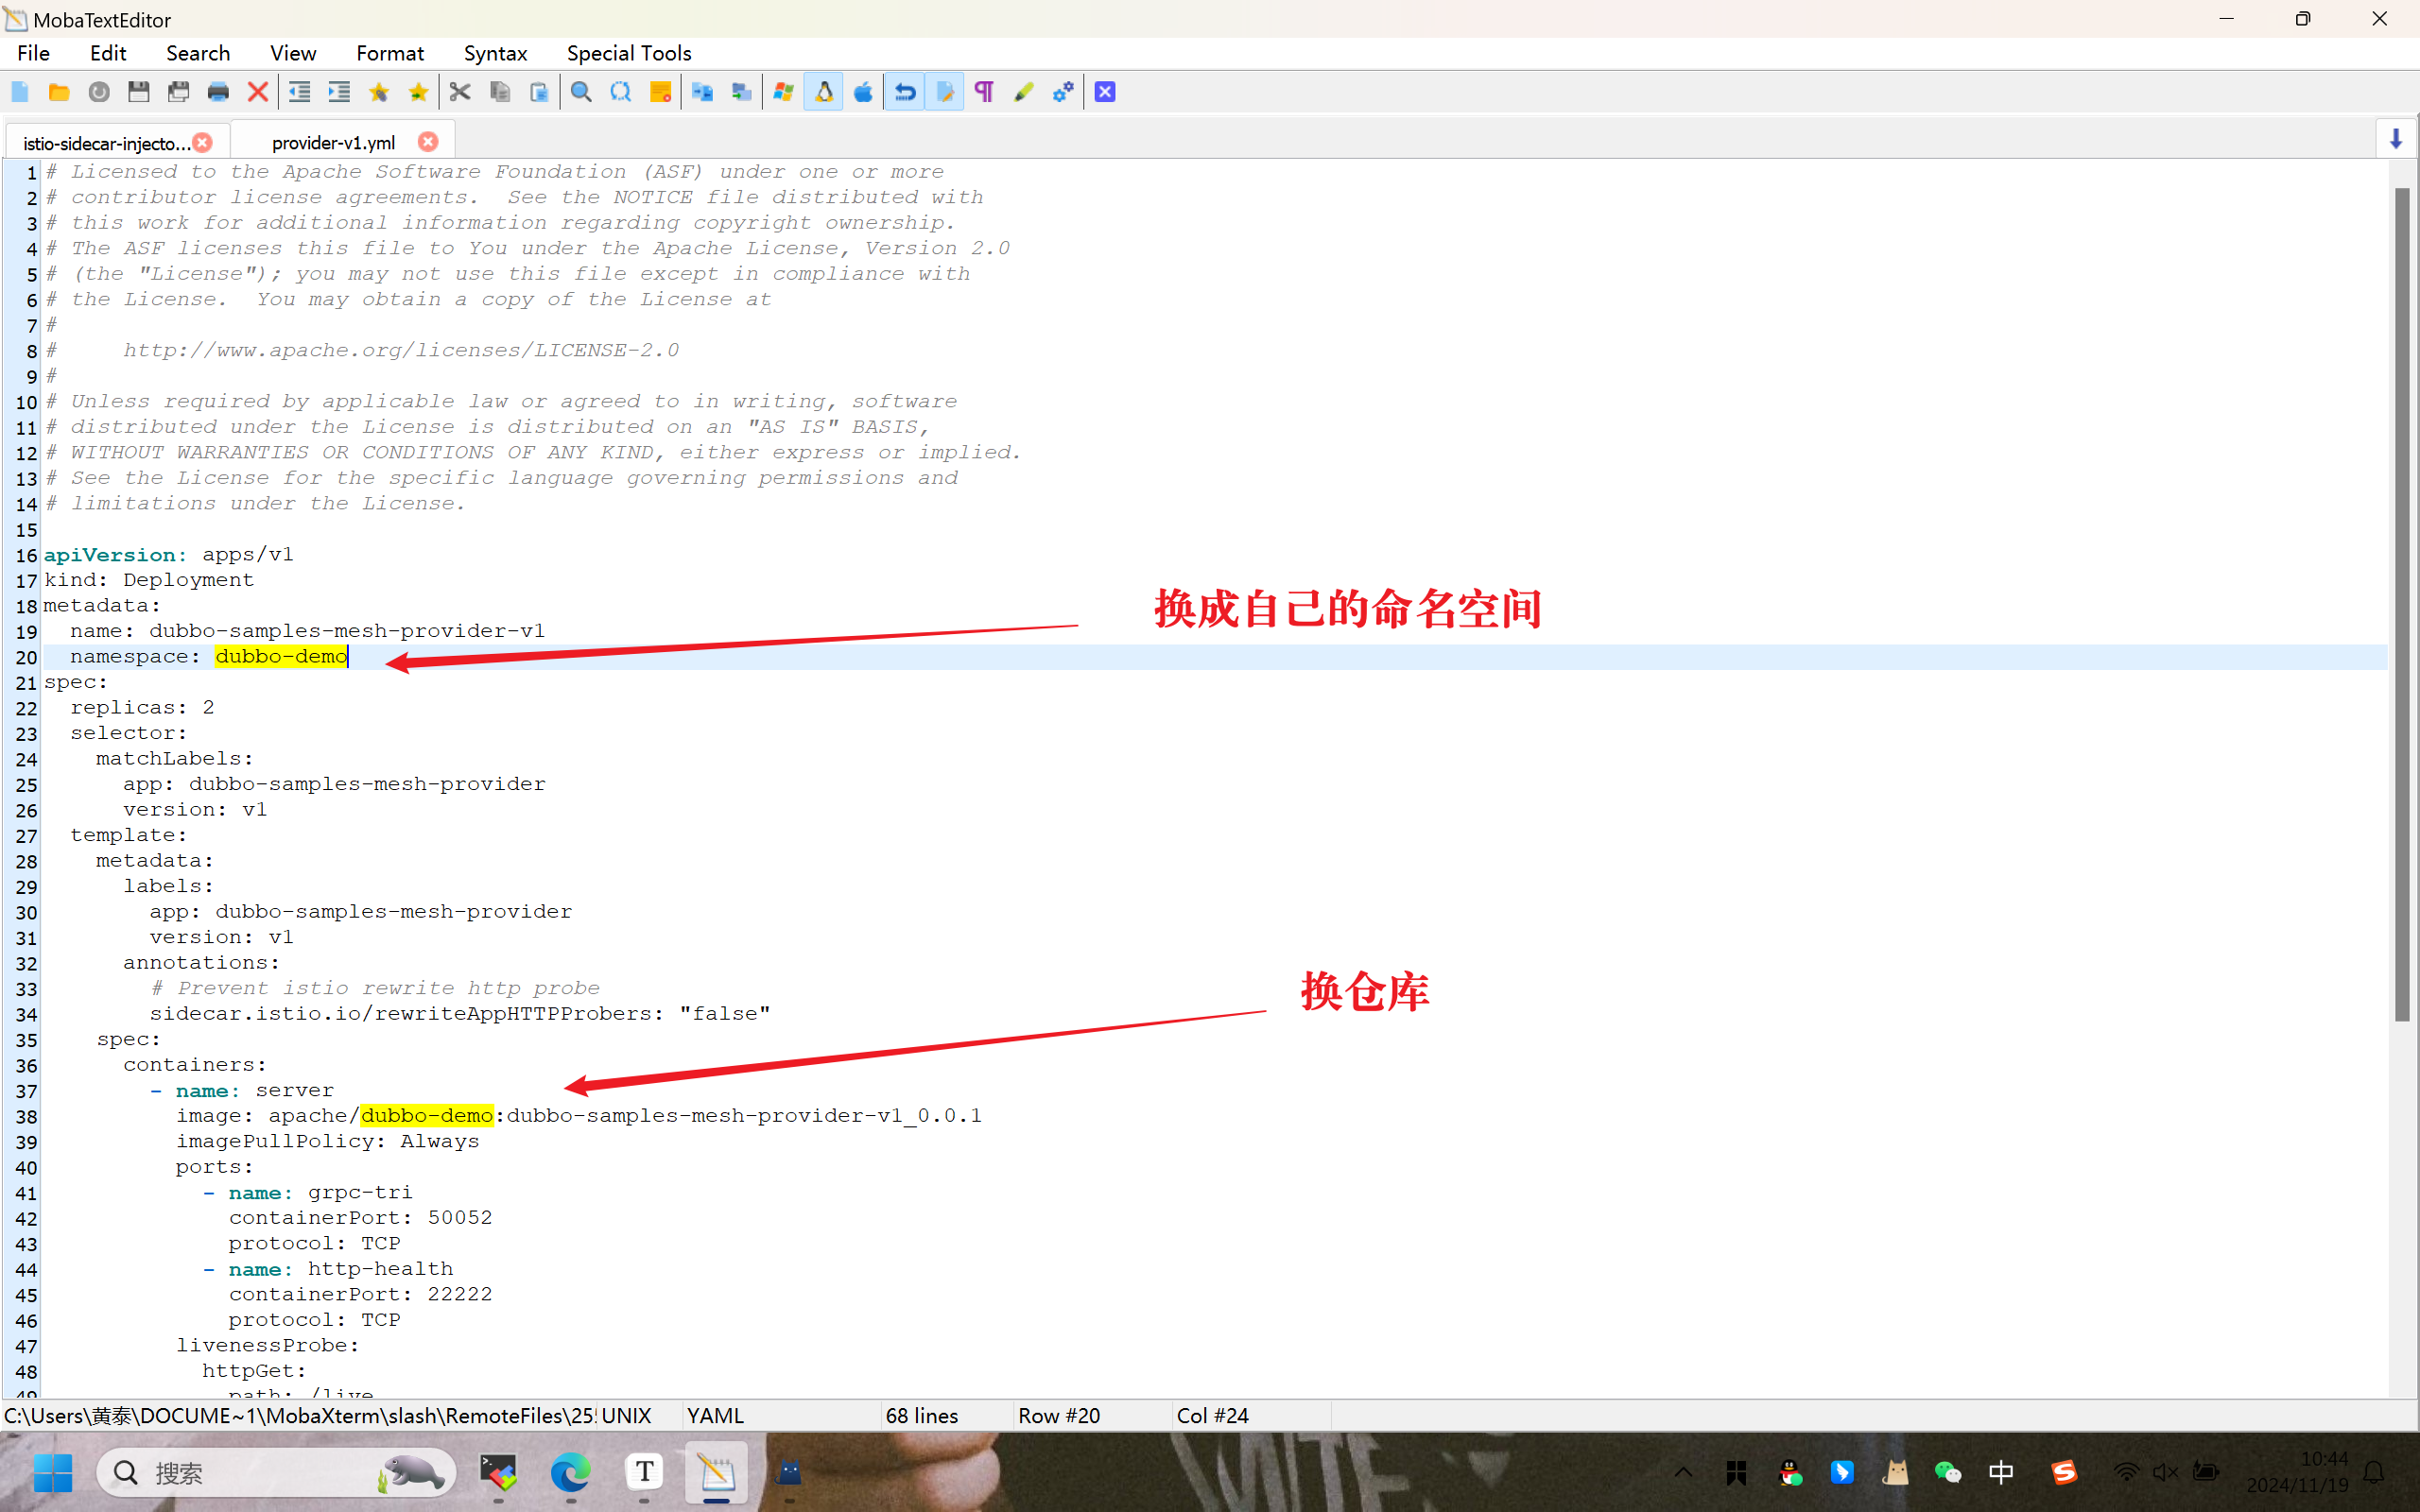 MobaTextEditor
File Edit Search View Format Syntax Special Tools
istio-sidecar-injecto... provider-v1.yml
1 # Licensed to the Apache Software Foundation (ASF) under one or more
2 # contributor license agreements.  See the NOTICE file distributed with
3 # this work for additional information regarding copyright ownership.
4 # The ASF licenses this file to You under the Apache License, Version 2.0
5 # (the "License"); you may not use this file except in compliance with
6 # the License.  You may obtain a copy of the License at
7 #
8 #     http://www.apache.org/licenses/LICENSE-2.0
9 #
10 # Unless required by applicable law or agreed to in writing, software
11 # distributed under the License is distributed on an "AS IS" BASIS,
12 # WITHOUT WARRANTIES OR CONDITIONS OF ANY KIND, either express or implied.
13 # See the License for the specific language governing permissions and
14 # limitations under the License.
15
16 apiVersion: apps/v1
17 kind: Deployment
换成自己的命名空间
18 metadata:
19   name: dubbo-samples-mesh-provider-v1
20   namespace: dubbo-demo
21 spec:
22   replicas: 2
23   selector:
24     matchLabels:
25       app: dubbo-samples-mesh-provider
26       version: v1
27   template:
28     metadata:
29       labels:
30         app: dubbo-samples-mesh-provider
31         version: v1
32       annotations:
33         # Prevent istio rewrite http probe
换仓库
34         sidecar.istio.io/rewriteAppHTTPProbers: "false"
35     spec:
36       containers:
37         - name: server
38           image: apache/dubbo-demo:dubbo-samples-mesh-provider-v1_0.0.1
39           imagePullPolicy: Always
40           ports:
41             - name: grpc-tri
42               containerPort: 50052
43               protocol: TCP
44             - name: http-health
45               containerPort: 22222
46               protocol: TCP
47           livenessProbe:
48             httpGet:
49               path: /live
C:\Users\黄泰\DOCUME~1\MobaXterm\slash\RemoteFiles\25 UNIX YAML 68 lines Row #20 Col #24
搜索
中
10:44
2024/11/19